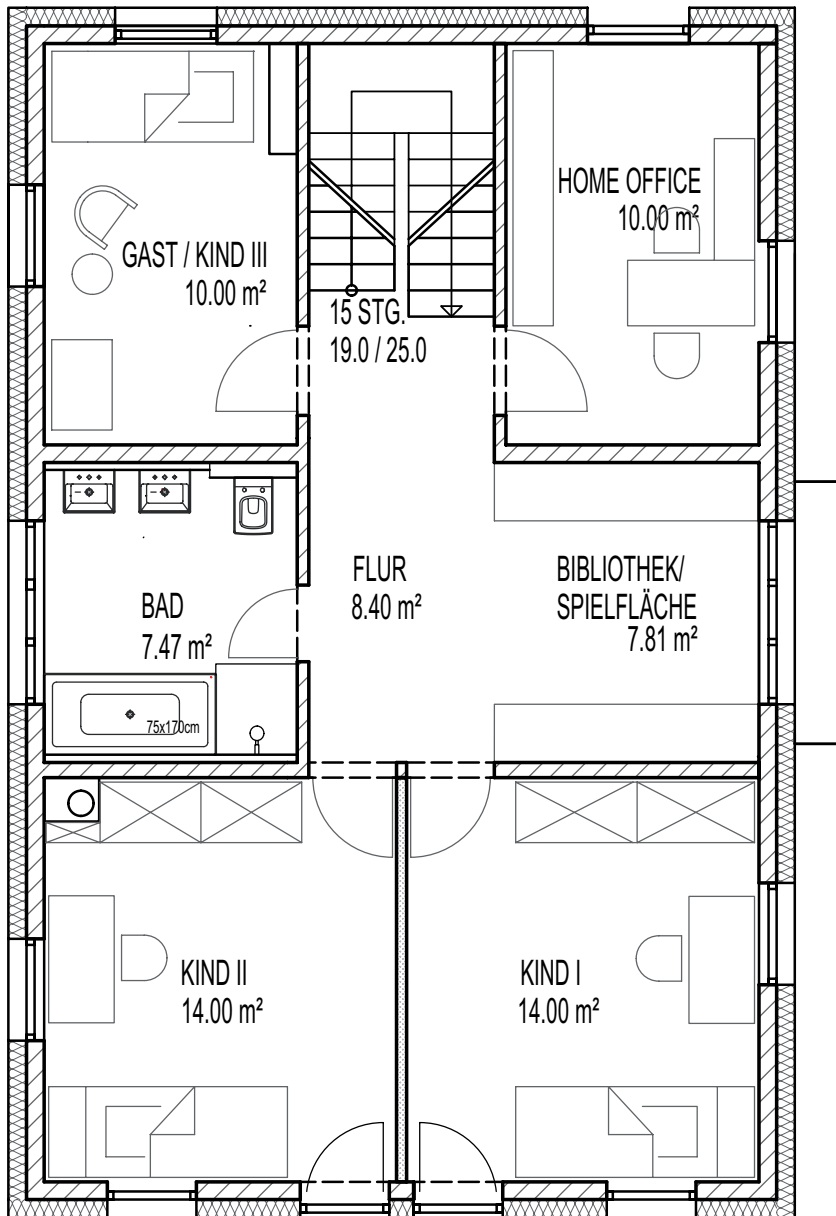 HOME OFFICE
10.00 m²
GAST / KIND III
10.00 m²
15 STG.
19.0 / 25.0
FLUR
8.40 m²
BIBLIOTHEK/
SPIELFLÄCHE
7.81 m²
BAD
7.47 m²
75x170cm
KIND II
14.00 m²
KIND I
14.00 m²